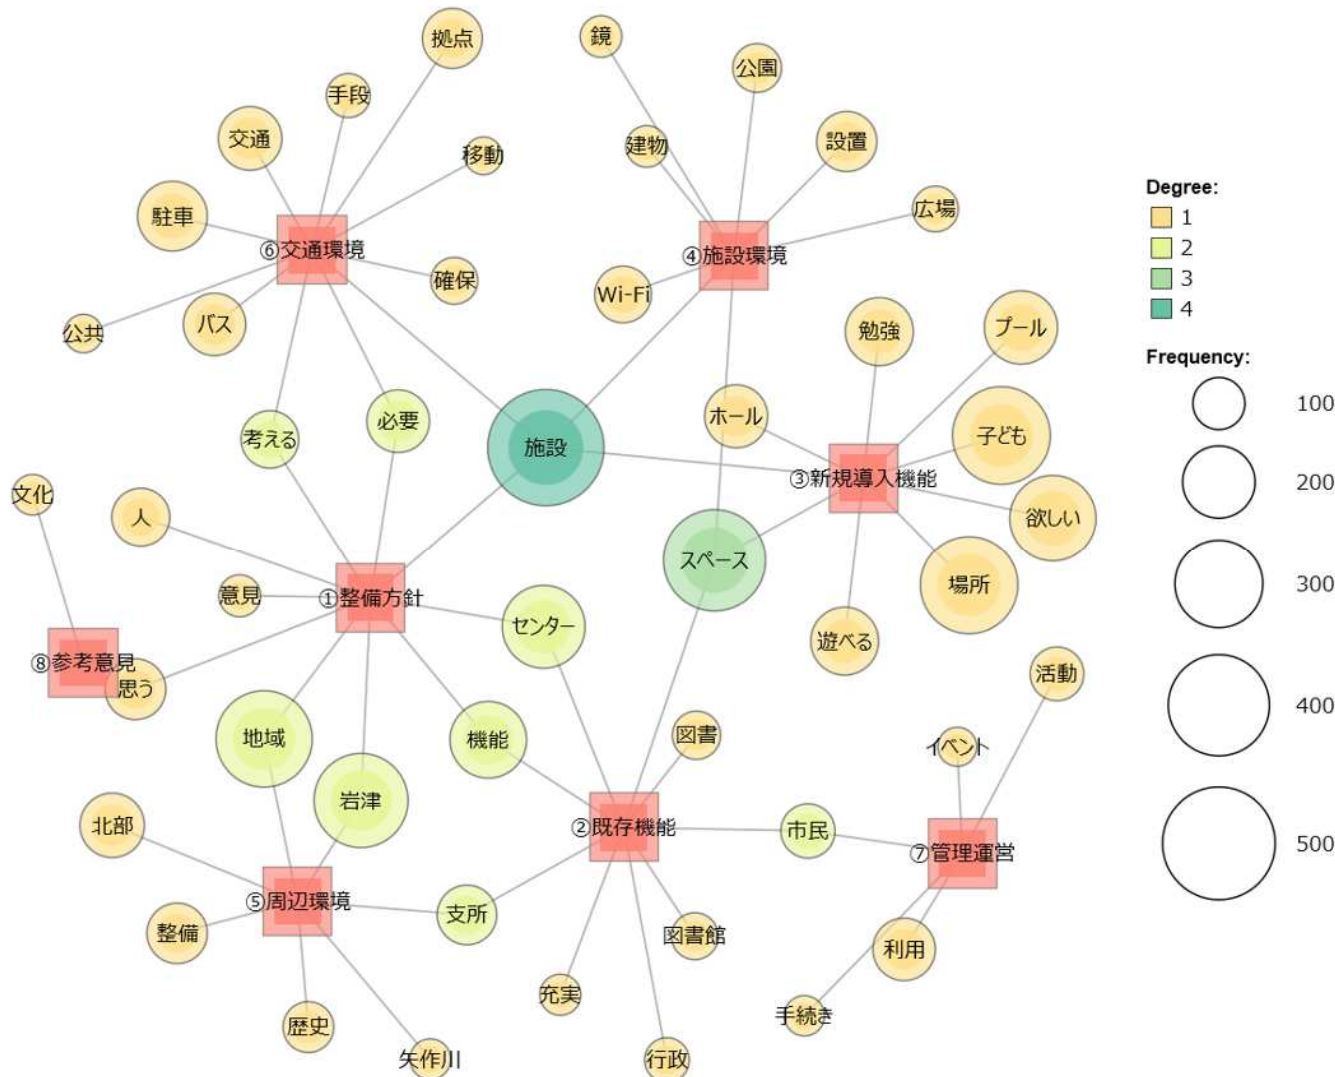 拠点
鏡
公園
手段
交通
建物
設置
移動
駐車
広場
⑥交通環境
④施設環境
確保
Wi-Fi
公共
バス
勉強
プール
ホール
必要
考える
施設
子ども
③新規導入機能
文化
人
欲しい
スペース
場所
意見
①整備方針
センター
遊べる
⑧参考意見
思う
活動
地域
機能
図書
イベント
岩津
北部
②既存機能
市民
⑦管理運営
⑤周辺環境
支所
整備
図書館
利用
充実
手続き
歴史
矢作川
行政
Degree:
1
2
3
4
Frequency:
100
200
300
400
500